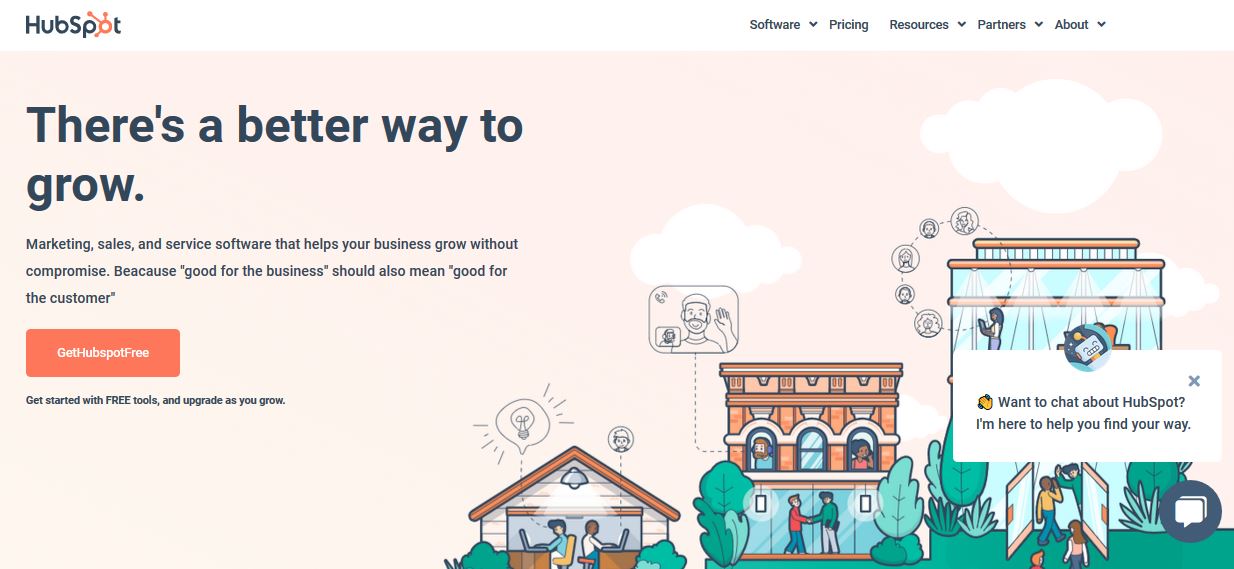 HubSpot
Software Pricing Resources Partners About
There's a better way to
grow.
Marketing, sales, and service software that helps your business grow without
compromise. Beacause "good for the business" should also mean "good for
the customer"
GetHubspotFree
Get started with FREE tools, and upgrade as you grow.
👏 Want to chat about HubSpot?
I'm here to help you find your way.